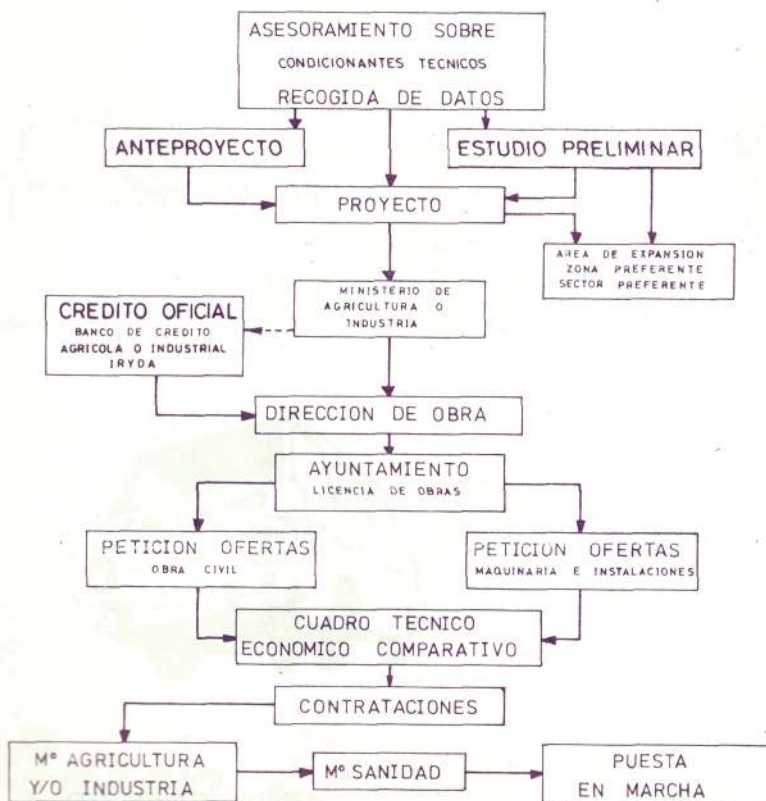 ASESORAMIENTO SOBRE
CONDICIONANTES TECNICOS
RECOGIDA DE DATOS
ANTEPROYECTO
ESTUDIO PRELIMINAR
PROYECTO
AREA DE EXPANSION
ZONA PREFERENTE
SECTOR PREFERENTE
MINISTERIO DE
AGRICULTURA O
INDUSTRIA
CREDITO OFICIAL
BANCO DE CREDITO
AGRICOLA O INDUSTRIAL
IRYDA
DIRECCION DE OBRA
AYUNTAMIENTO
LICENCIA DE OBRAS
PETICION OFERTAS
OBRA CIVIL
PETICION OFERTAS
MAQUINARIA E INSTALACIONES
CUADRO TECNICO
ECONOMICO COMPARATIVO
CONTRATACIONES
Mº AGRICULTURA
Y/O INDUSTRIA
Mº SANIDAD
PUESTA
EN MARCHA